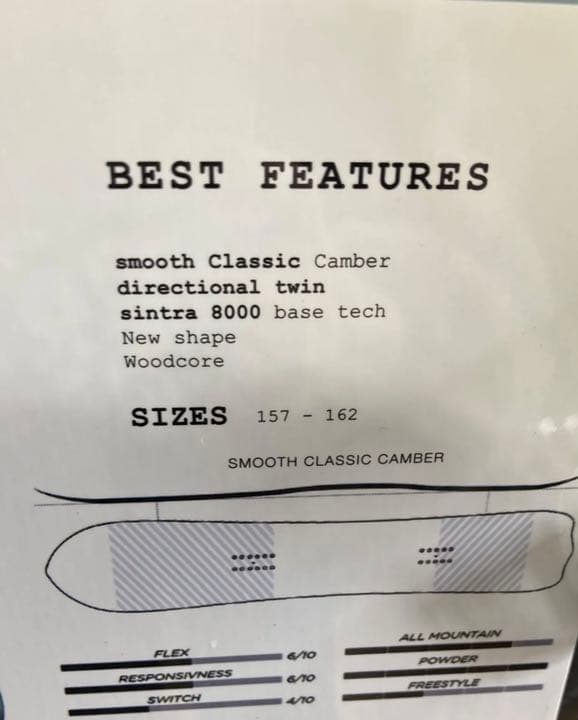 BEST FEATURES
smooth Classic Camber
directional twin
sintra 8000 base tech
New shape
Woodcore
SIZES 157 - 162
SMOOTH CLASSIC CAMBER
FLEX 6/10
RESPONSIVNESS 6/10
SWITCH 4/10
ALL MOUNTAIN
POWDER
FREESTYLE